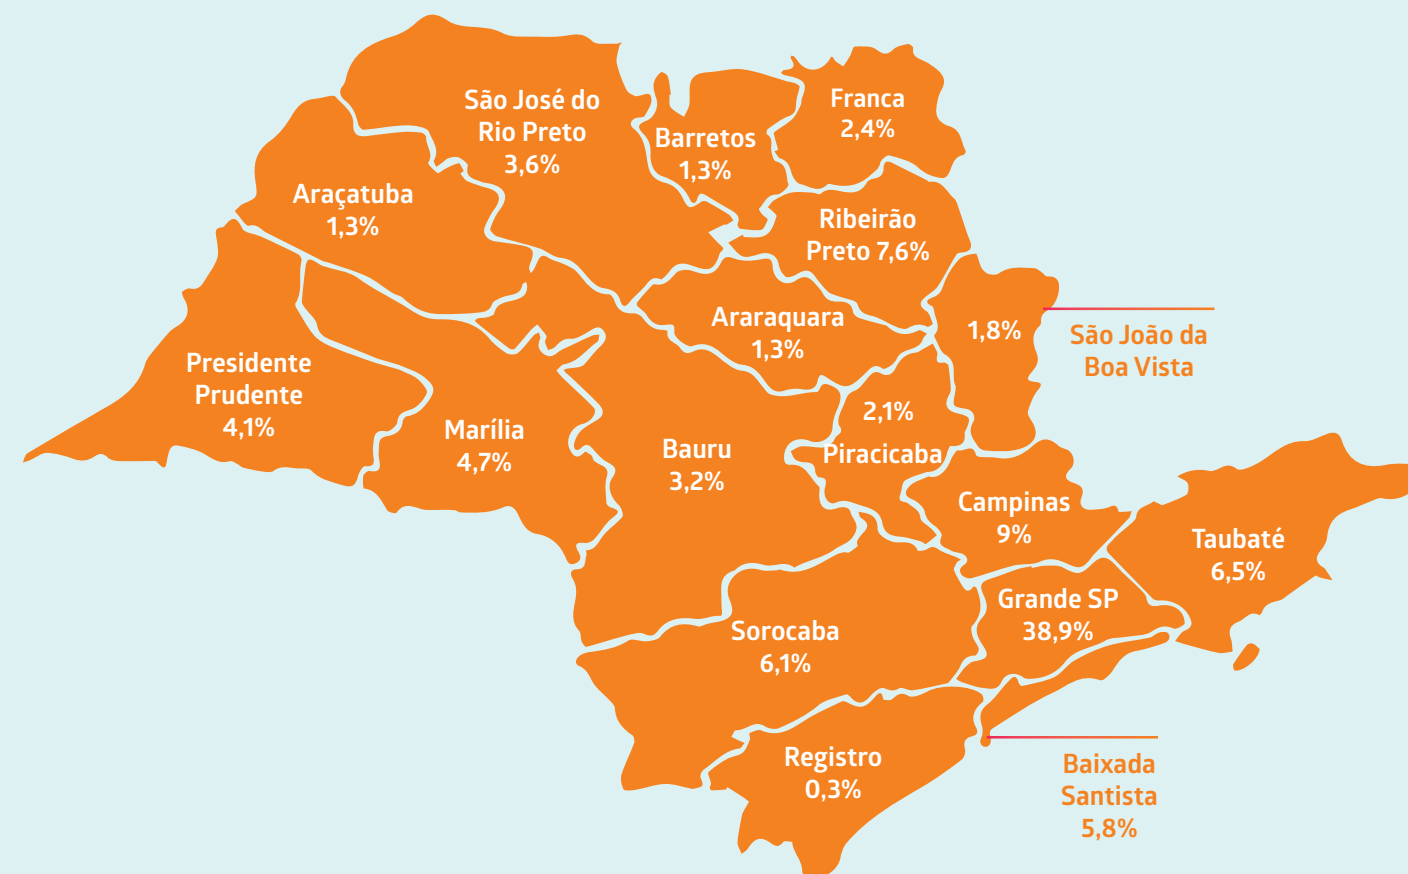 São José do
Rio Preto
3,6%
Barretos
1,3%
Franca
2,4%
Araçatuba
1,3%
Ribeirão
Preto 7,6%
Araraquara
1,3%
1,8%
São João da
Boa Vista
Presidente
Prudente
4,1%
Marília
4,7%
Bauru
3,2%
2,1%
Piracicaba
Campinas
9%
Taubaté
6,5%
Grande SP
38,9%
Sorocaba
6,1%
Registro
0,3%
Baixada
Santista
5,8%